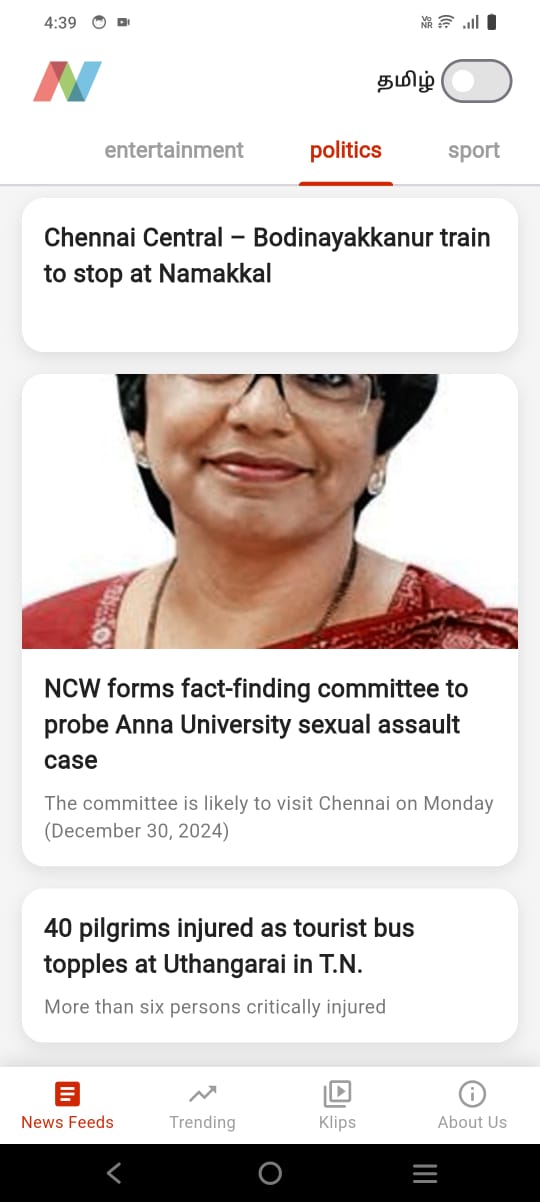 4:39
Vo
NR
தமிழ்
entertainment politics sport
Chennai Central – Bodinayakkanur train
to stop at Namakkal
NCW forms fact-finding committee to
probe Anna University sexual assault
case
The committee is likely to visit Chennai on Monday
(December 30, 2024)
40 pilgrims injured as tourist bus
topples at Uthangarai in T.N.
More than six persons critically injured
News Feeds Trending Klips About Us